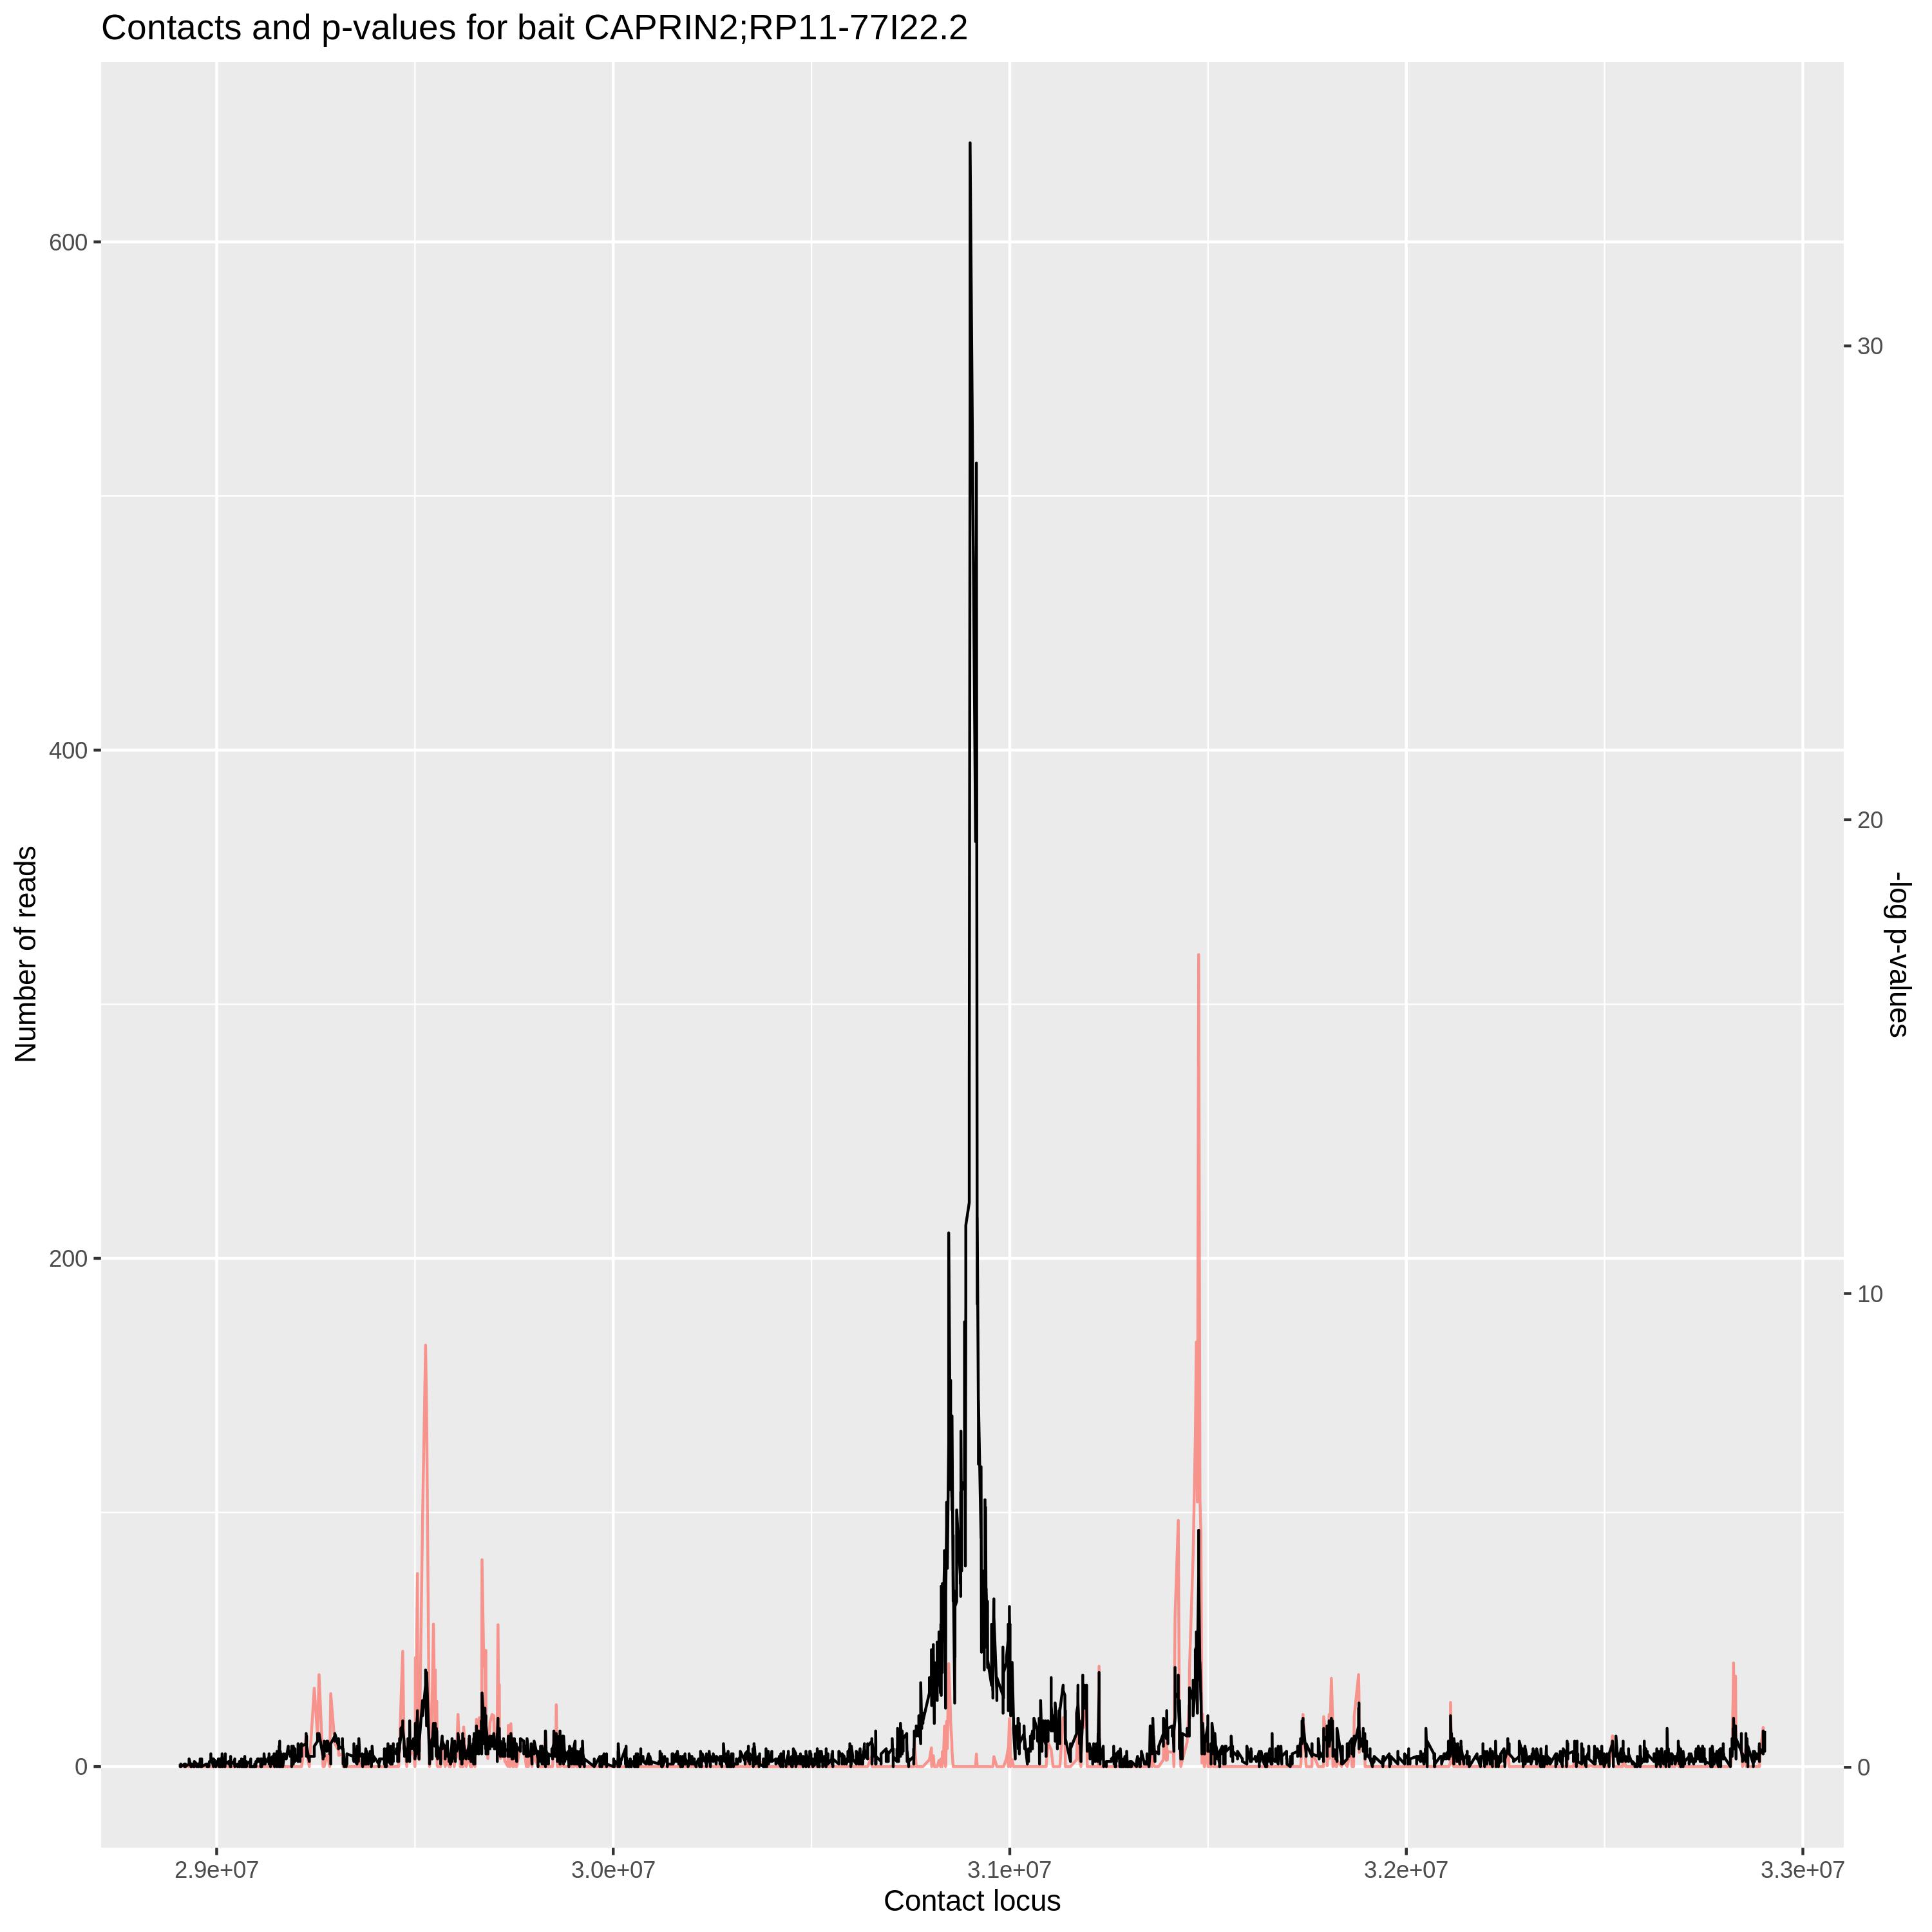 Contacts and p-values for bait CAPRIN2;RP11-77I22.2
600
400
200
0
Number of reads
30
20
10
0
-log p-values
2.9e+07
3.0e+07
3.1e+07
3.2e+07
3.3e+07
Contact locus